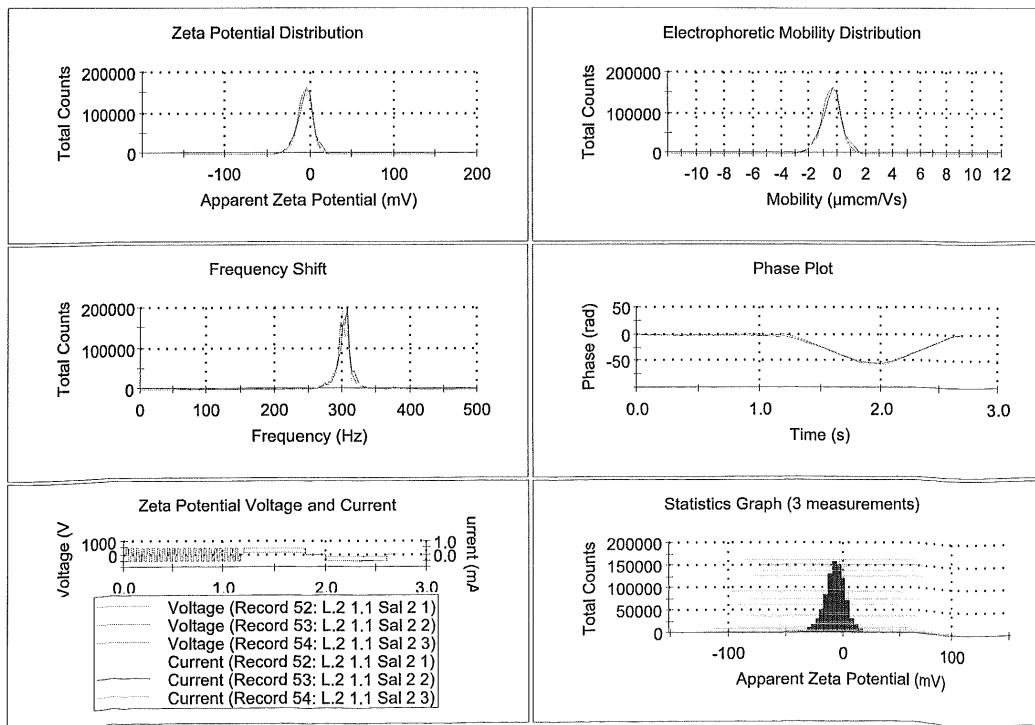 Zeta Potential Distribution
Total Counts
200000
100000
0
-100 0 100 200
Apparent Zeta Potential (mV)
Electrophoretic Mobility Distribution
Total Counts
200000
100000
0
-10 -8 -6 -4 -2 0 2 4 6 8 10 12
Mobility (µmcm/Vs)
Frequency Shift
Total Counts
200000
100000
0
0 100 200 300 400 500
Frequency (Hz)
Phase Plot
Phase (rad)
50
0
-50
0.0 1.0 2.0 3.0
Time (s)
Zeta Potential Voltage and Current
Voltage (V
1000
0
1.0
0.0
urrent (mA
0.0 1.0 2.0 3.0
Voltage (Record 52: L.2 1.1 Sal 2 1)
Voltage (Record 53: L.2 1.1 Sal 2 2)
Voltage (Record 54: L.2 1.1 Sal 2 3)
Current (Record 52: L.2 1.1 Sal 2 1)
Current (Record 53: L.2 1.1 Sal 2 2)
Current (Record 54: L.2 1.1 Sal 2 3)
Statistics Graph (3 measurements)
Total Counts
200000
150000
100000
50000
0
-100 0 100
Apparent Zeta Potential (mV)